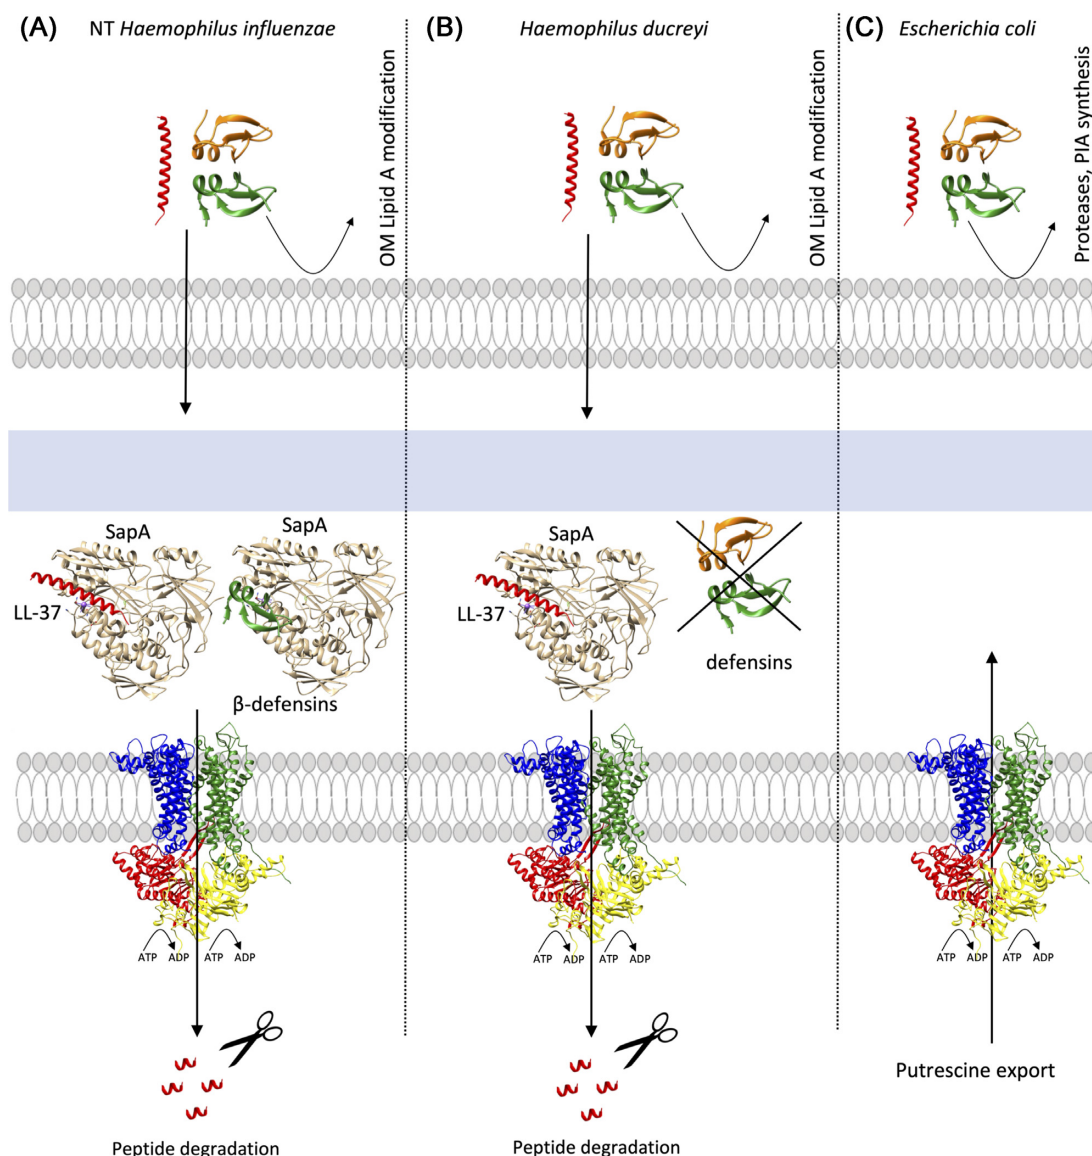 (A) NT Haemophilus influenzae
OM Lipid A modification
SapA
SapA
LL-37
β-defensins
ATP ADP ATP ADP
Peptide degradation
(B) Haemophilus ducreyi
OM Lipid A modification
SapA
LL-37
defensins
ATP ADP ATP ADP
Peptide degradation
(C) Escherichia coli
Proteases, PIA synthesis
ATP ADP ATP ADP
Putrescine export